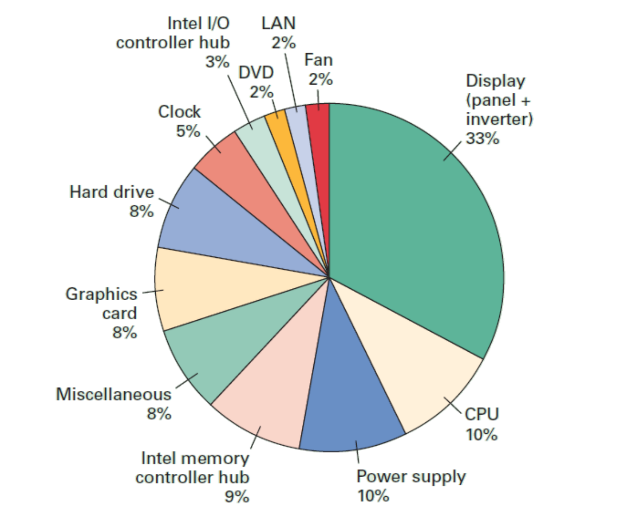 Intel I/O
controller hub
3%
LAN
2%
DVD
2%
Fan
2%
Display
(panel +
inverter)
33%
Clock
5%
Hard drive
8%
Graphics
card
8%
Miscellaneous
8%
Intel memory
controller hub
9%
Power supply
10%
CPU
10%